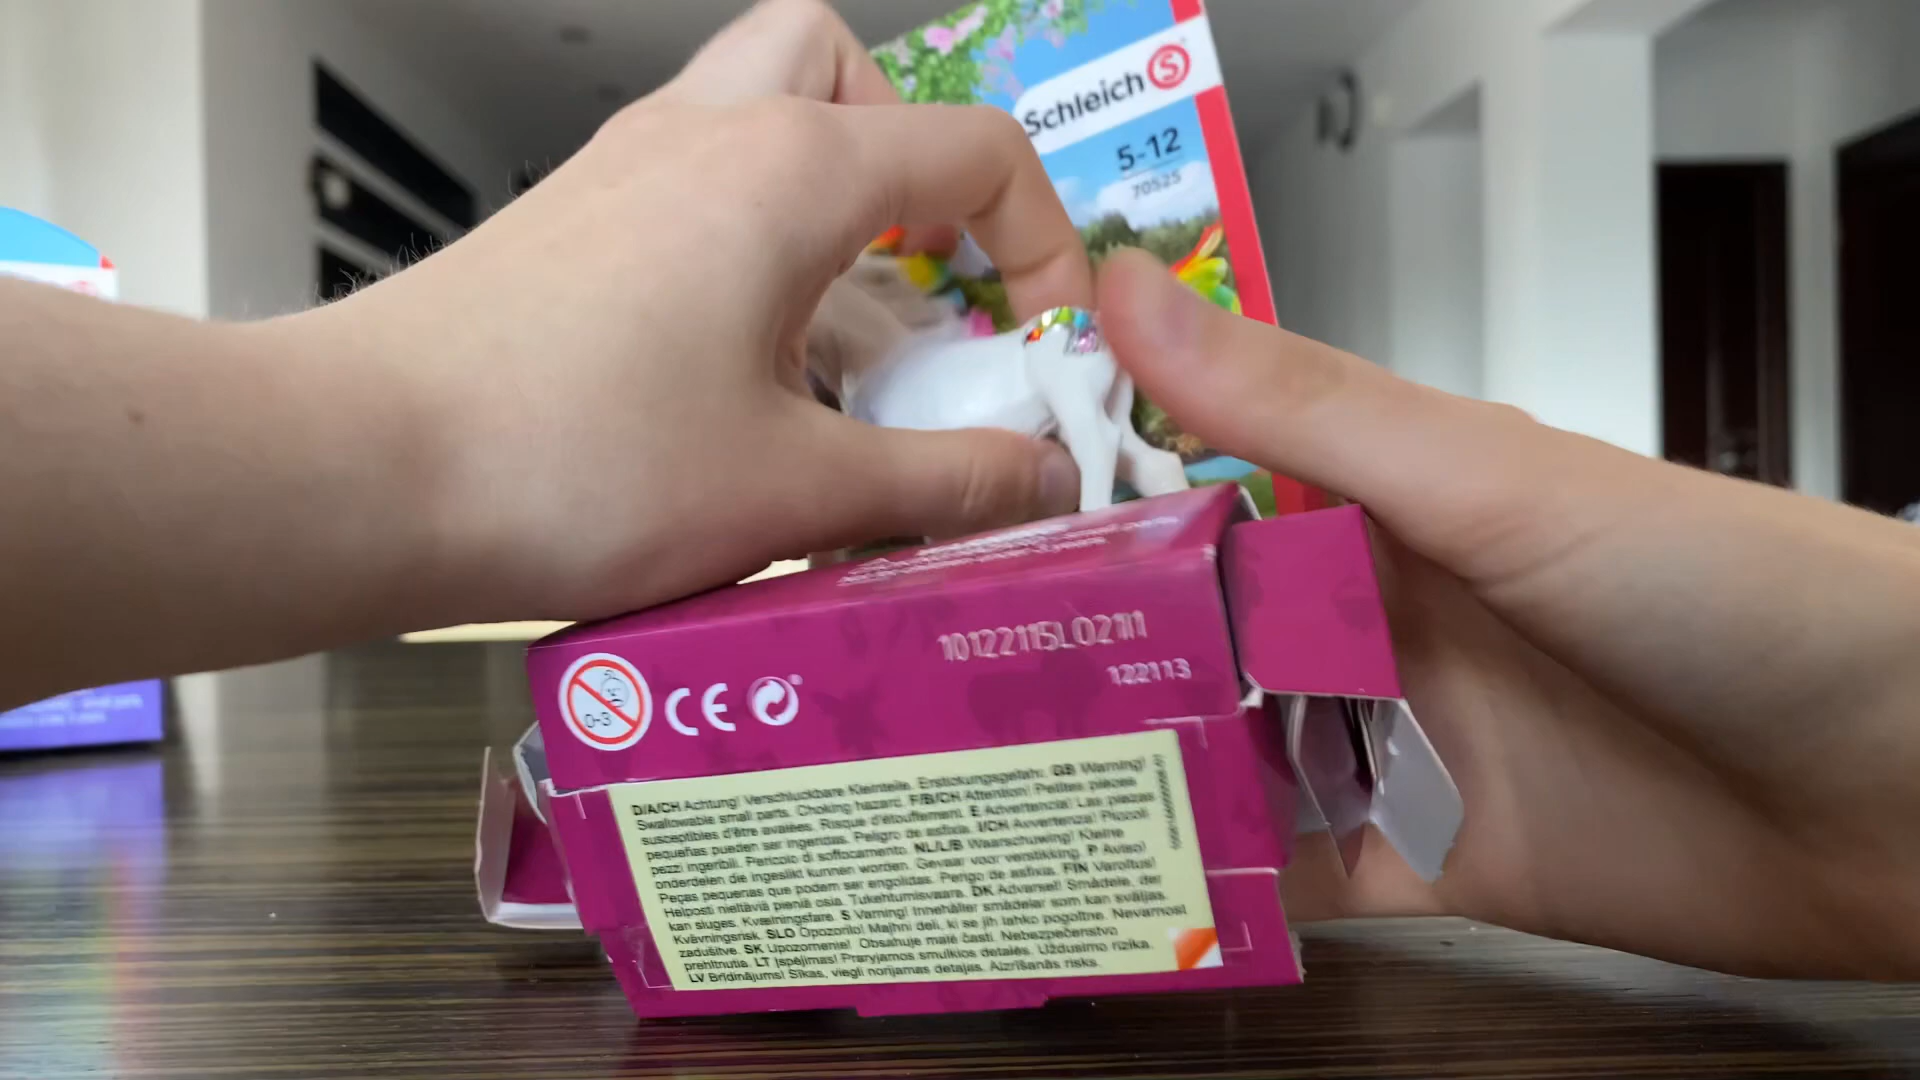 Schleich S
5-12
70525
10122115L02111
122113
0-3
CE
D/A/CH Achtung! Verschluckbare Kleinteile. Erstickungsgefahr. GB Warning!
Swallowable small parts. Choking hazard. F/B/CH Attention! Petites pièces
susceptibles d'être avalées. Risque d'étouffement. E Advertencia! Las piezas
pequeñas pueden ser ingeridas. Peligro de asfixia. I/CH Avvertenza! Piccoli
pezzi ingeribili. Pericolo di soffocamento. NL/L/B Waarschuwing! Kleine
onderdelen die ingeslikt kunnen worden. Gevaar voor verstikking. P Aviso!
Peças pequenas que podem ser engolidas. Perigo de asfixia. FIN Varoitus!
Helposti nieltäviä pieniä osia. Tukehtumisvaara. DK Advarsel! Smådele, der
kan sluges. Kvælningsfare. S Varning! Innehåller smådelar som kan sväljas.
Kvävningsrisk. SLO Opozorilo! Majhni deli, ki se jih lahko pogoltne. Nevarnost
zadušitve. SK Upozornenie! Obsahuje malé časti. Nebezpečenstvo
prehltnutia. LT Įspėjimas! Praryjamos smulkios detalės. Uždusimo rizika.
LV Brīdinājums! Sīkas, viegli norijamas detaļas. Aizrīšanās risks.